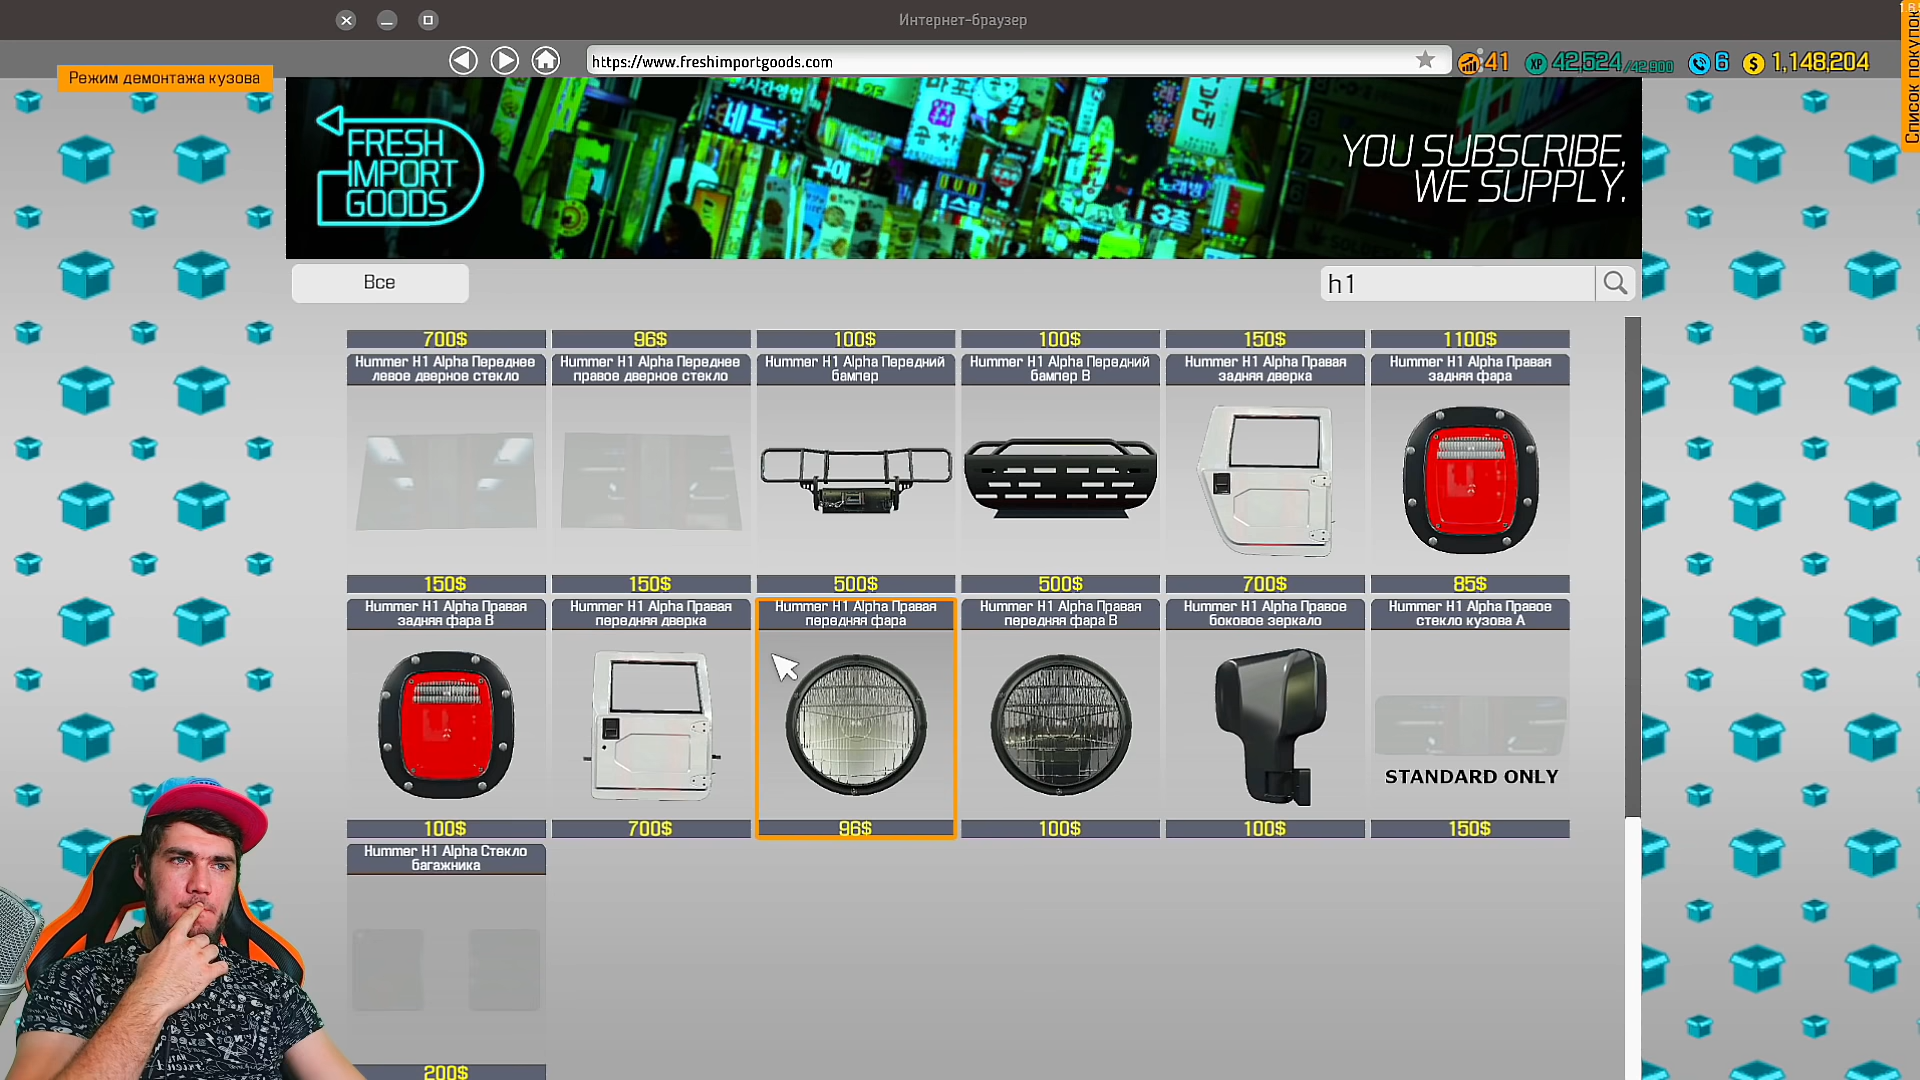 Интернет-браузер
Список покупок
https://www.freshimportgoods.com
41
XP 42,524/42,900
6
$ 1,148,204
Режим демонтажа кузова
FRESH
IMPORT
GOODS
YOU SUBSCRIBE,
WE SUPPLY.
Все
h1
700$
96$
100$
100$
150$
1100$
Hummer H1 Alpha Переднее
левое дверное стекло
Hummer H1 Alpha Переднее
правое дверное стекло
Hummer H1 Alpha Передний
бампер
Hummer H1 Alpha Передний
бампер B
Hummer H1 Alpha Правая
задняя дверка
Hummer H1 Alpha Правая
задняя фара
150$
150$
500$
500$
700$
85$
Hummer H1 Alpha Правая
задняя фара B
Hummer H1 Alpha Правая
передняя дверка
Hummer H1 Alpha Правая
передняя фара
Hummer H1 Alpha Правая
передняя фара B
Hummer H1 Alpha Правое
боковое зеркало
Hummer H1 Alpha Правое
стекло кузова A
STANDARD ONLY
100$
700$
96$
100$
100$
150$
Hummer H1 Alpha Стекло
багажника
200$